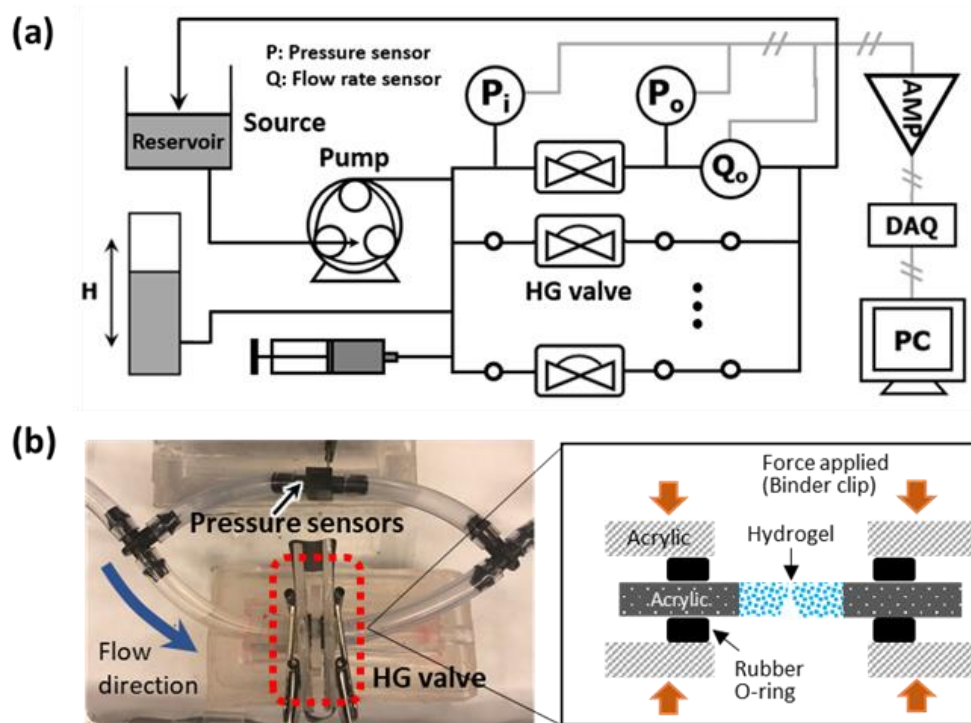 (a)
P: Pressure sensor
Q: Flow rate sensor
Reservoir
Source
Pump
Pi
Po
Qo
AMP
DAQ
PC
H
HG valve
(b)
Pressure sensors
Flow
direction
HG valve
Force applied
(Binder clip)
Acrylic
Hydrogel
Acrylic
Rubber
O-ring